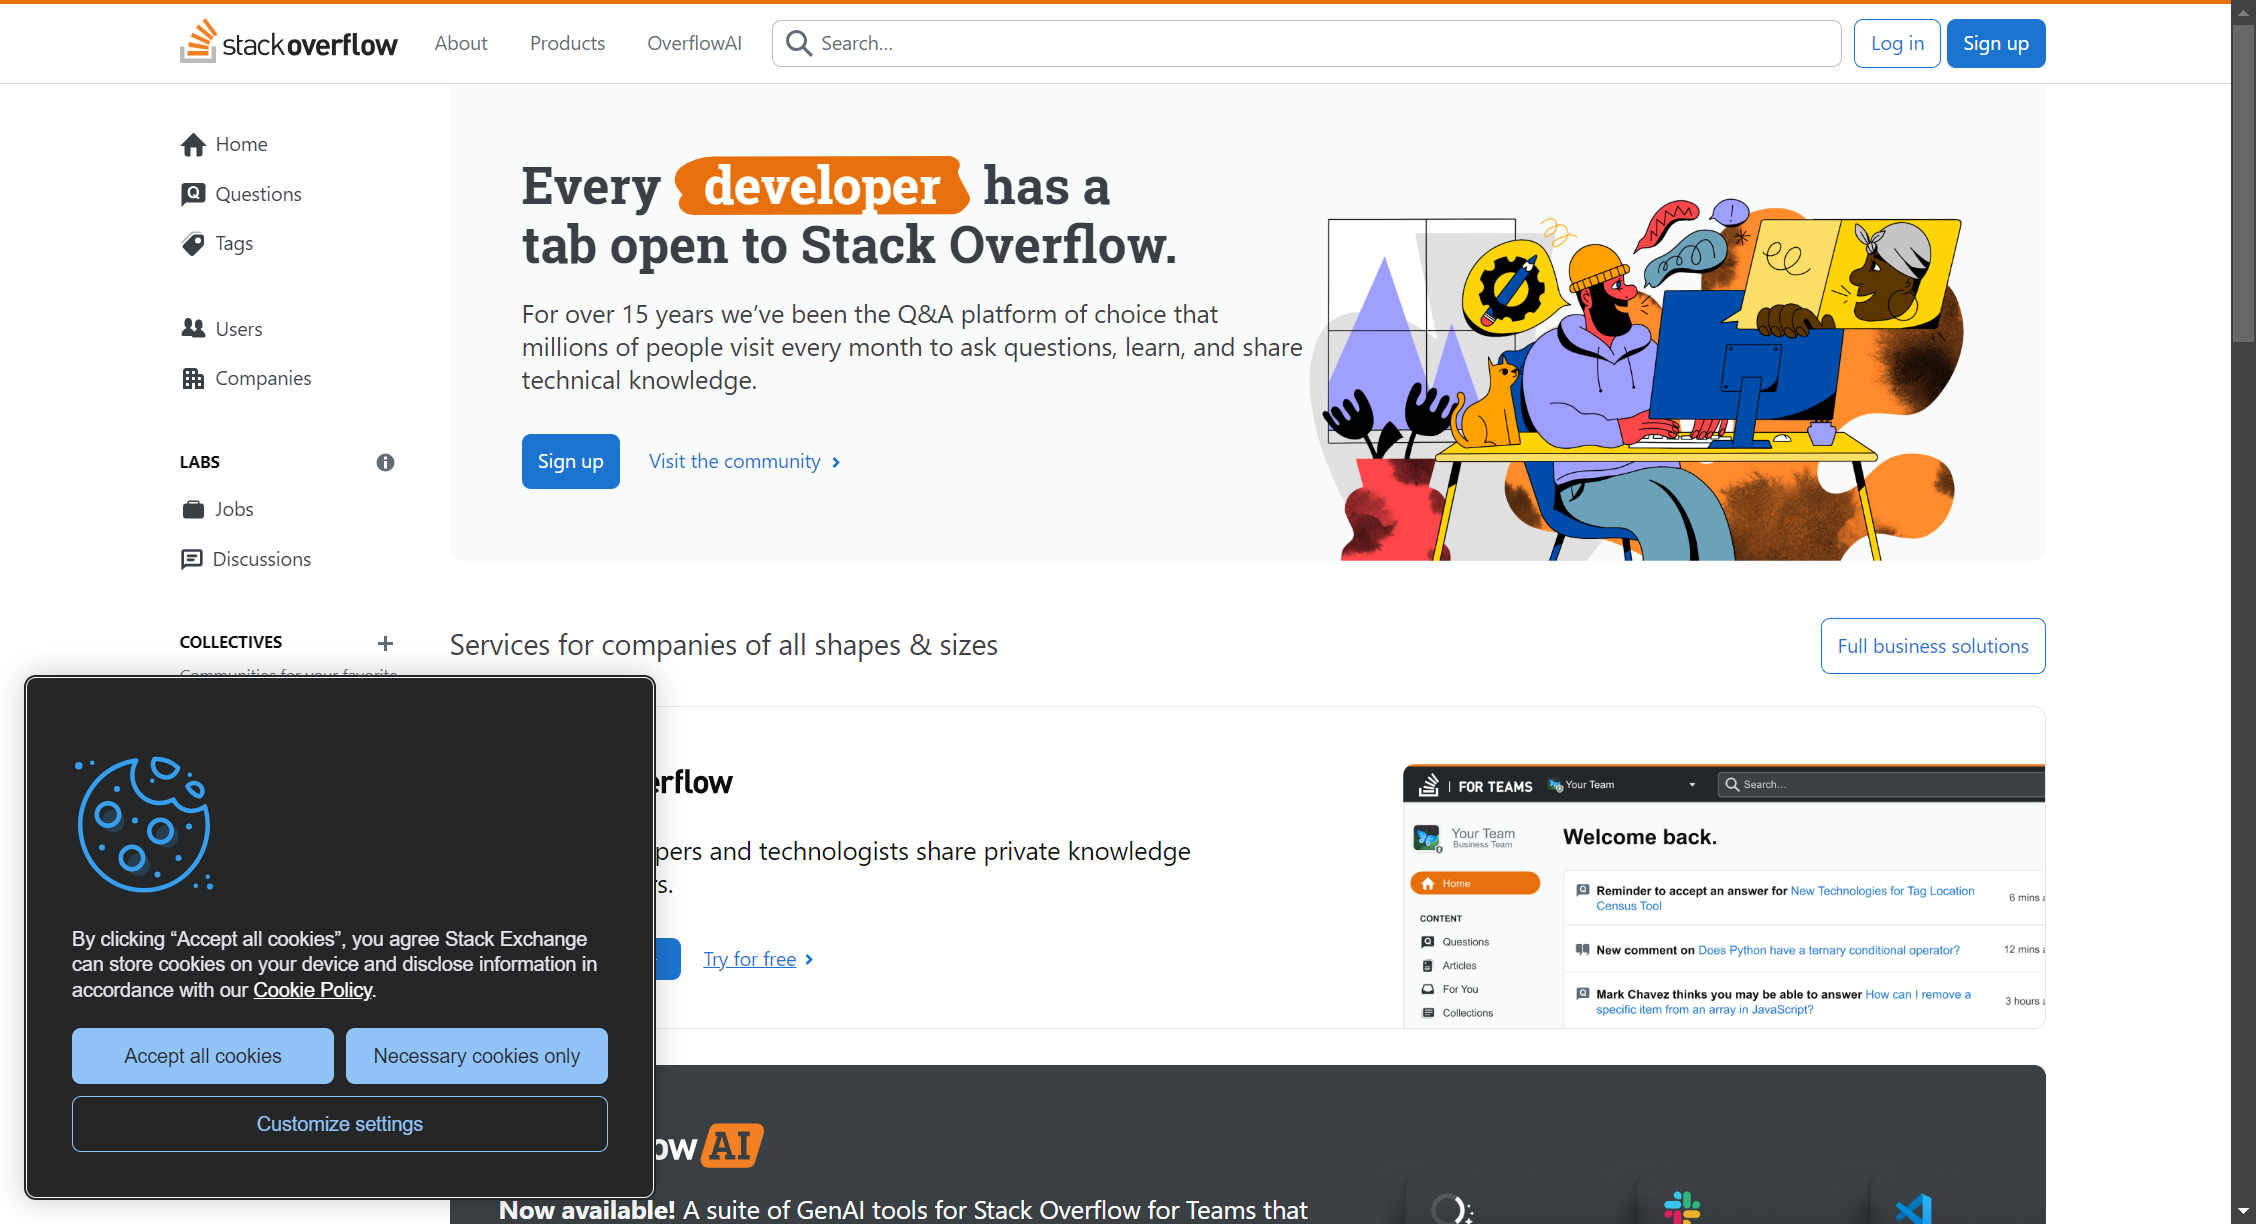 stackoverflow
About
Products
OverflowAI
Search...
Log in
Sign up
Home
Questions
Tags
Users
Companies
LABS
Jobs
Discussions
COLLECTIVES
Every developer has a
tab open to Stack Overflow.
For over 15 years we’ve been the Q&A platform of choice that
millions of people visit every month to ask questions, learn, and share
technical knowledge.
Sign up
Visit the community
Services for companies of all shapes & sizes
Full business solutions
erflow
pers and technologists share private knowledge
rs.
Try for free
FOR TEAMS
Your Team
Search...
Your Team
Business Team
Home
CONTENT
Questions
Articles
For You
Collections
Welcome back.
Reminder to accept an answer for New Technologies for Tag Location
Census Tool
6 mins a
New comment on Does Python have a ternary conditional operator?
12 mins a
Mark Chavez thinks you may be able to answer How can I remove a
specific item from an array in JavaScript?
3 hours a
ow AI
Now available! A suite of GenAI tools for Stack Overflow for Teams that
By clicking “Accept all cookies”, you agree Stack Exchange
can store cookies on your device and disclose information in
accordance with our Cookie Policy.
Accept all cookies
Necessary cookies only
Customize settings